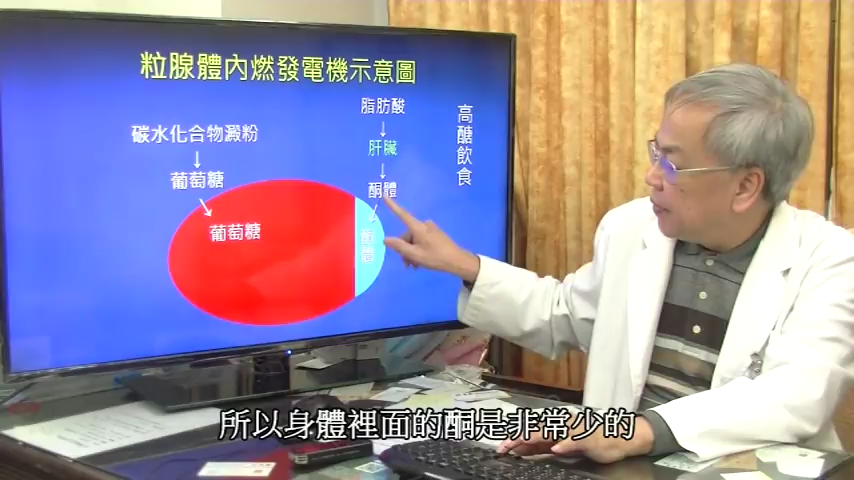 粒腺體內燃發電機示意圖
碳水化合物澱粉
↓
葡萄糖
葡萄糖
脂肪酸
↓
肝臟
↓
酮體
酮體
高醣飲食
所以身體裡面的酮是非常少的